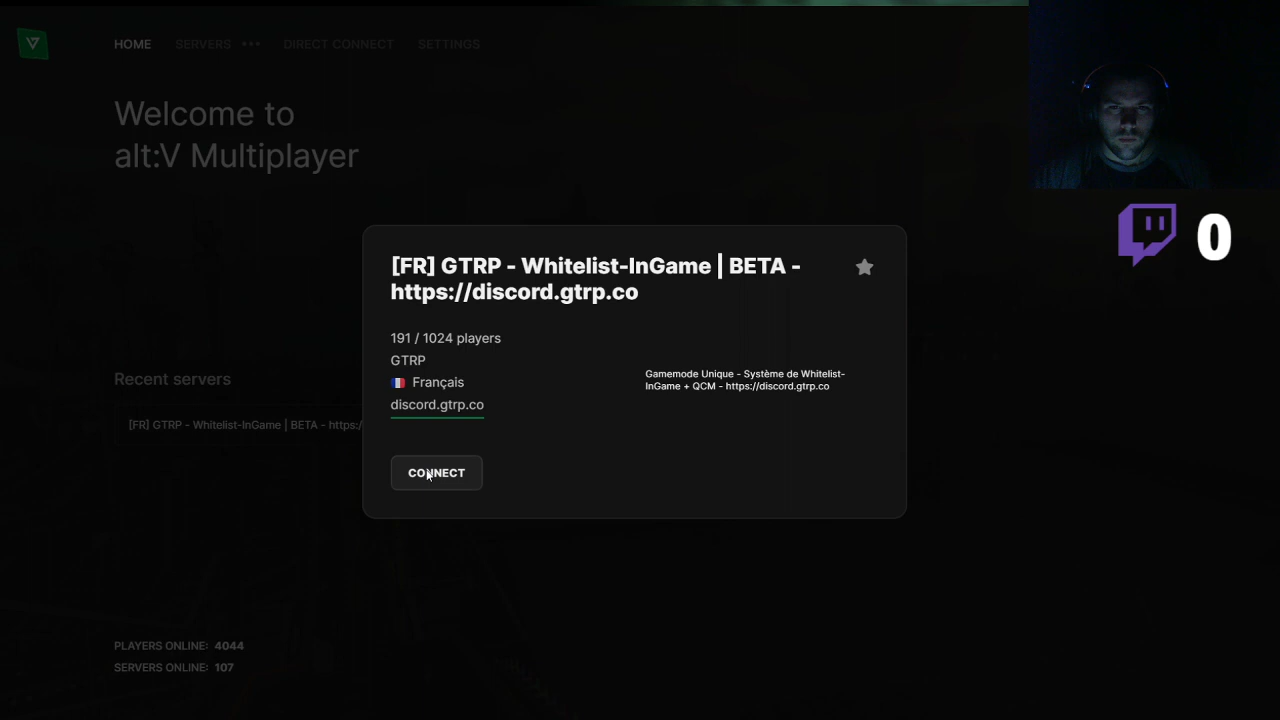 HOME SERVERS ••• DIRECT CONNECT SETTINGS
Welcome to
alt:V Multiplayer
0
[FR] GTRP - Whitelist-InGame | BETA -
https://discord.gtrp.co
191 / 1024 players
GTRP
Français
discord.gtrp.co
Gamemode Unique - Système de Whitelist-
InGame + QCM - https://discord.gtrp.co
CONNECT
Recent servers
[FR] GTRP - Whitelist-InGame | BETA - https:/
PLAYERS ONLINE: 4044
SERVERS ONLINE: 107